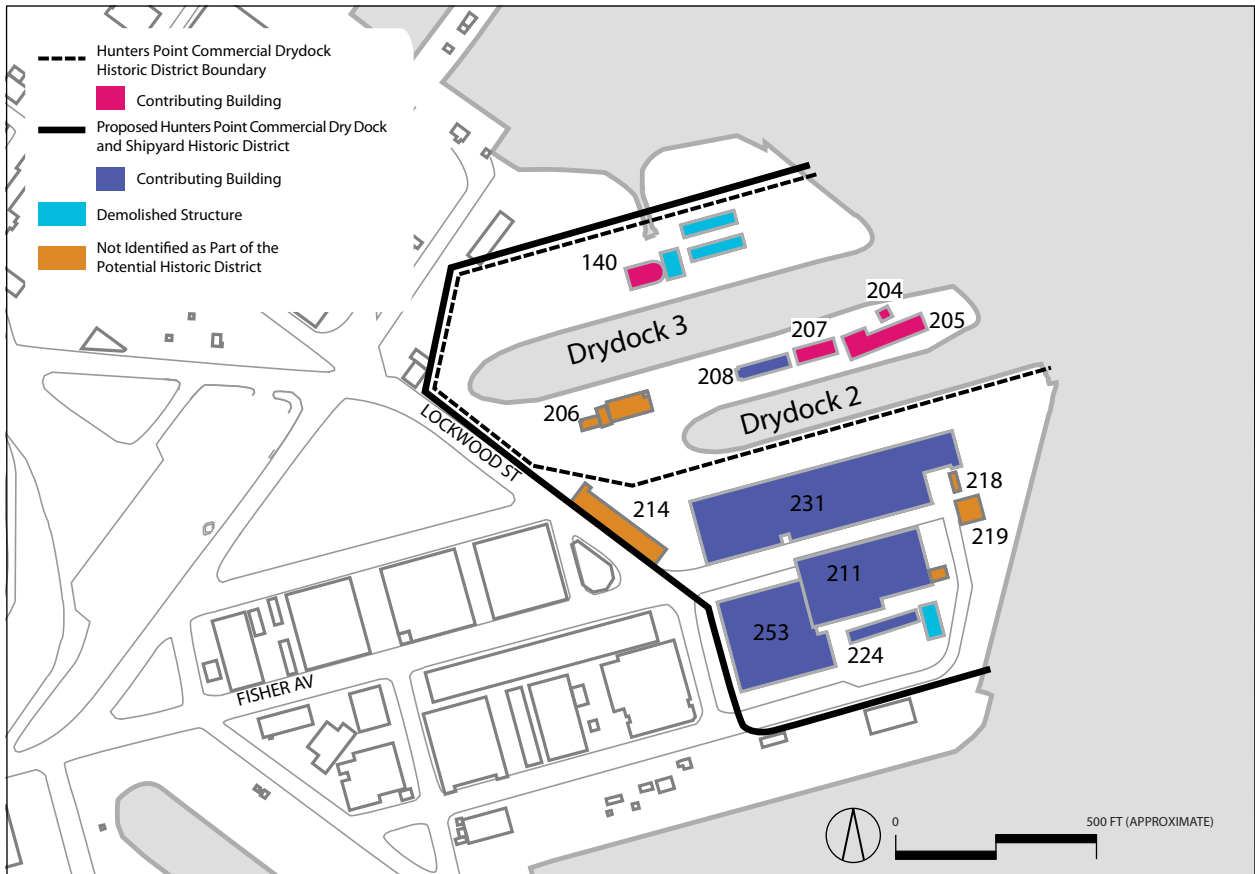 Hunters Point Commercial Drydock
Historic District Boundary
Contributing Building
Proposed Hunters Point Commercial Dry Dock
and Shipyard Historic District
Contributing Building
Demolished Structure
Not Identified as Part of the
Potential Historic District
140
204
205
207
208
Drydock 3
206
Drydock 2
LOCKWOOD ST
214
231
218
219
211
253
224
FISHER AV
0
500 FT (APPROXIMATE)